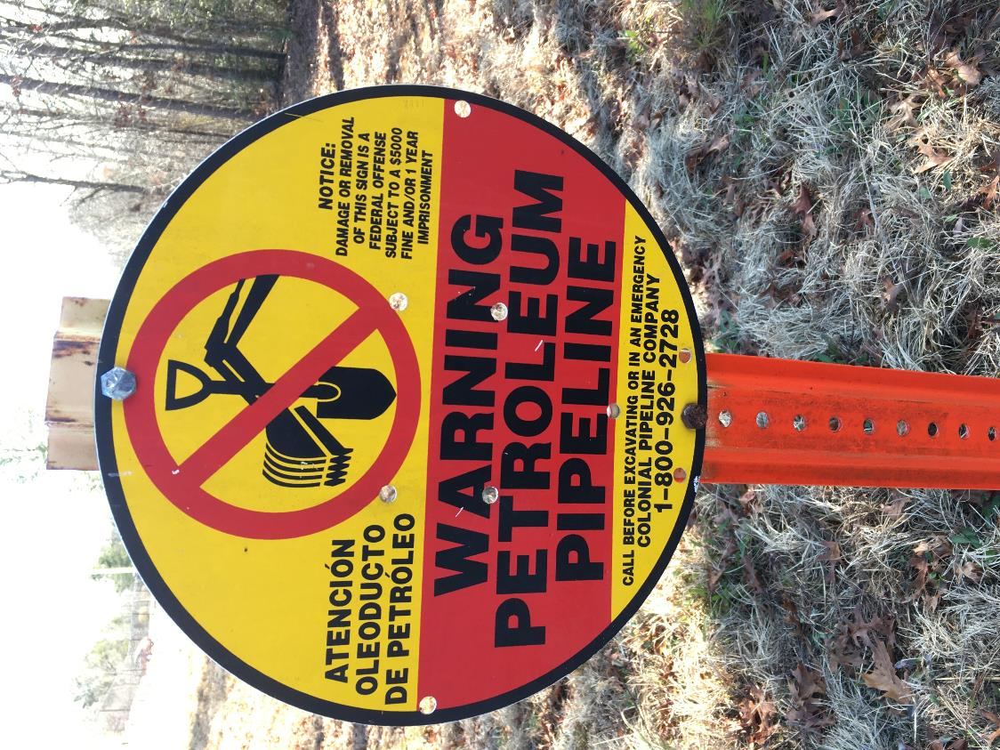 NOTICE:
DAMAGE OR REMOVAL
OF THIS SIGN IS A
FEDERAL OFFENSE
SUBJECT TO A $5000
FINE AND/OR 1 YEAR
IMPRISONMENT
ATENCIÓN
OLEODUCTO
DE PETRÓLEO
WARNING
PETROLEUM
PIPELINE
CALL BEFORE EXCAVATING OR IN AN EMERGENCY
COLONIAL PIPELINE COMPANY
1-800-926-2728